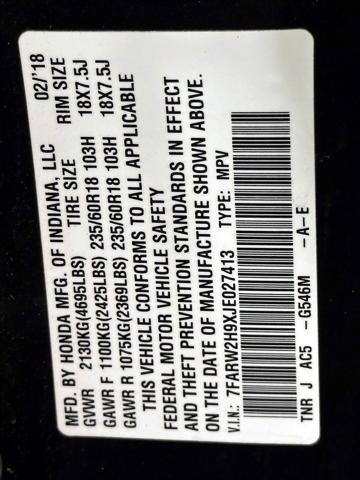 MFD. BY HONDA MFG. OF INDIANA, LLC 02/'18
TIRE SIZE RIM SIZE
GVWR 2130KG(4695LBS)
GAWR F 1100KG(2425LBS) 235/60R18 103H 18X7.5J
GAWR R 1075KG(2369LBS) 235/60R18 103H 18X7.5J
THIS VEHICLE CONFORMS TO ALL APPLICABLE
FEDERAL MOTOR VEHICLE SAFETY
AND THEFT PREVENTION STANDARDS IN EFFECT
ON THE DATE OF MANUFACTURE SHOWN ABOVE.
V.I.N.: 7FARW2H9XJE027413 TYPE: MPV
TNR J AC5 -G546M -A-E